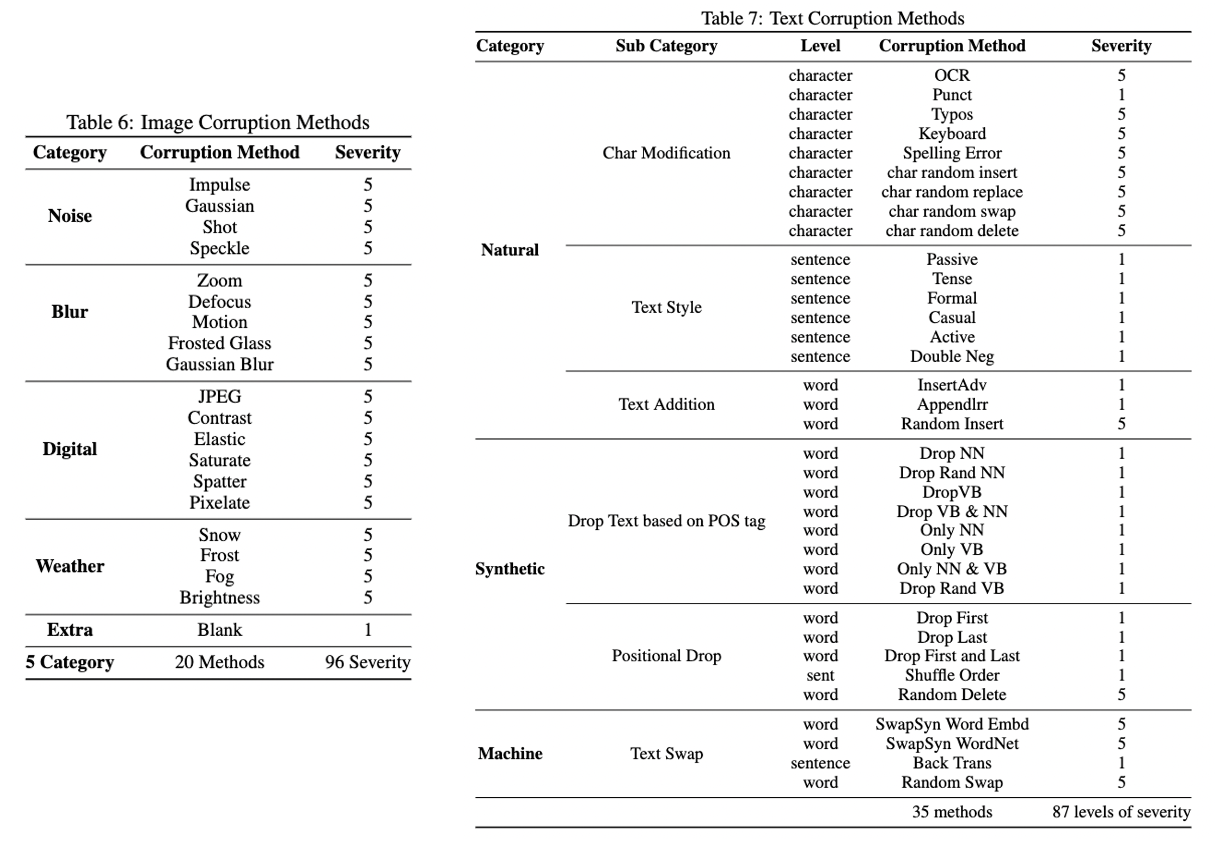 Table 6: Image Corruption Methods
Category Corruption Method Severity
Noise
Impulse 5
Gaussian 5
Shot 5
Speckle 5
Blur
Zoom 5
Defocus 5
Motion 5
Frosted Glass 5
Gaussian Blur 5
Digital
JPEG 5
Contrast 5
Elastic 5
Saturate 5
Spatter 5
Pixelate 5
Weather
Snow 5
Frost 5
Fog 5
Brightness 5
Extra Blank 1
5 Category 20 Methods 96 Severity
Table 7: Text Corruption Methods
Category Sub Category Level Corruption Method Severity
Natural
Char Modification
character OCR 5
character Punct 1
character Typos 5
character Keyboard 5
character Spelling Error 5
character char random insert 5
character char random replace 5
character char random swap 5
character char random delete 5
Text Style
sentence Passive 1
sentence Tense 1
sentence Formal 1
sentence Casual 1
sentence Active 1
sentence Double Neg 1
Text Addition
word InsertAdv 1
word Appendlrr 1
word Random Insert 5
Synthetic
Drop Text based on POS tag
word Drop NN 1
word Drop Rand NN 1
word DropVB 1
word Drop VB & NN 1
word Only NN 1
word Only VB 1
word Only NN & VB 1
word Drop Rand VB 1
Positional Drop
word Drop First 1
word Drop Last 1
word Drop First and Last 1
sent Shuffle Order 1
word Random Delete 5
Machine
Text Swap
word SwapSyn Word Embd 5
word SwapSyn WordNet 5
sentence Back Trans 1
word Random Swap 5
35 methods 87 levels of severity